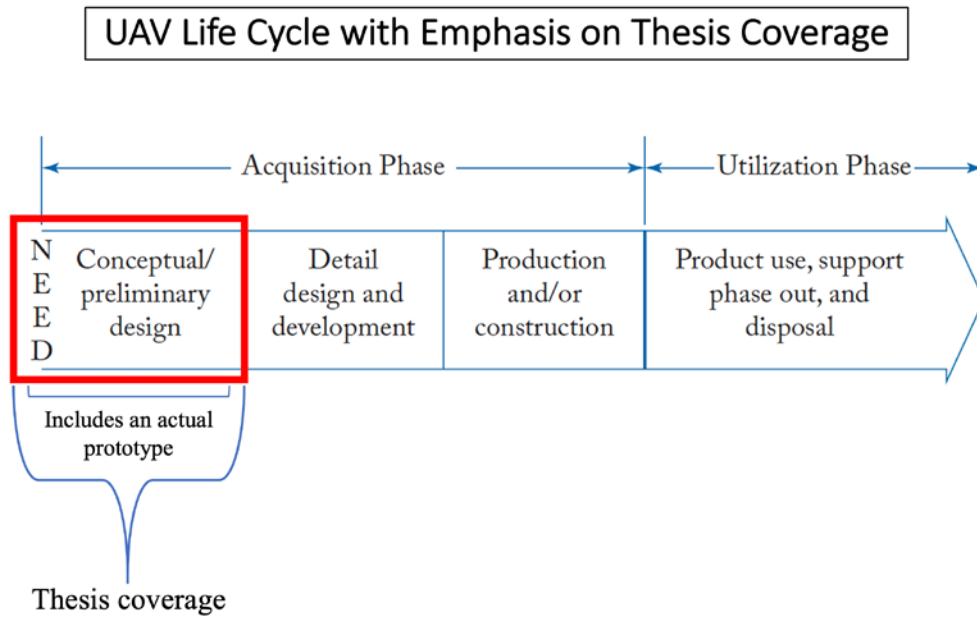 UAV Life Cycle with Emphasis on Thesis Coverage
Acquisition Phase
Utilization Phase
NEED
Conceptual/
preliminary
design
Detail
design and
development
Production
and/or
construction
Product use, support
phase out, and
disposal
Includes an actual
prototype
Thesis coverage